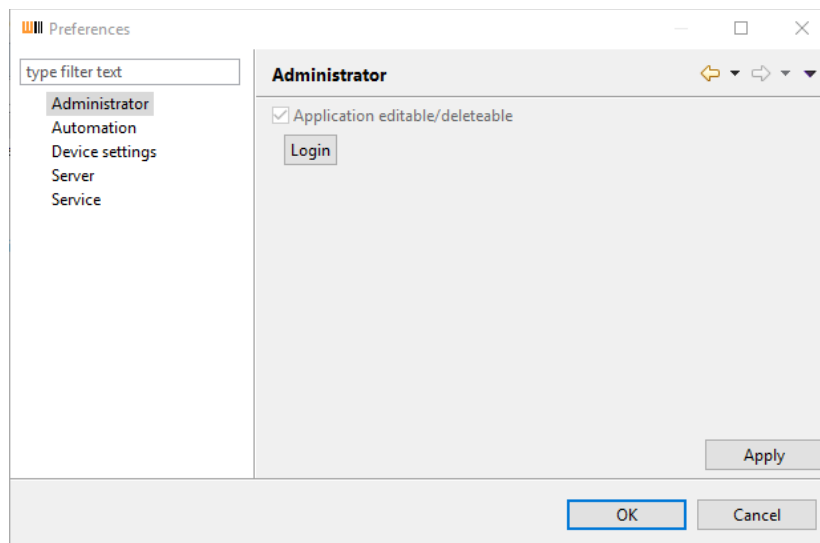 Preferences
type filter text
Administrator
Automation
Device settings
Server
Service
Administrator
Application editable/deleteable
Login
Apply
OK
Cancel